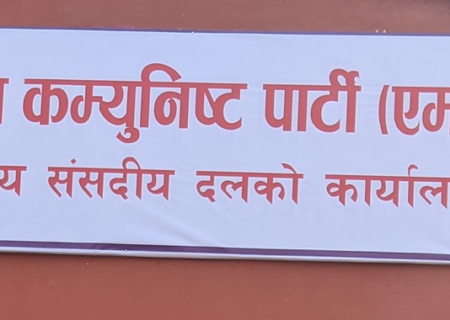 कम्युनिष्ट पार्टी (एम
य संसदीय दलको कार्याल